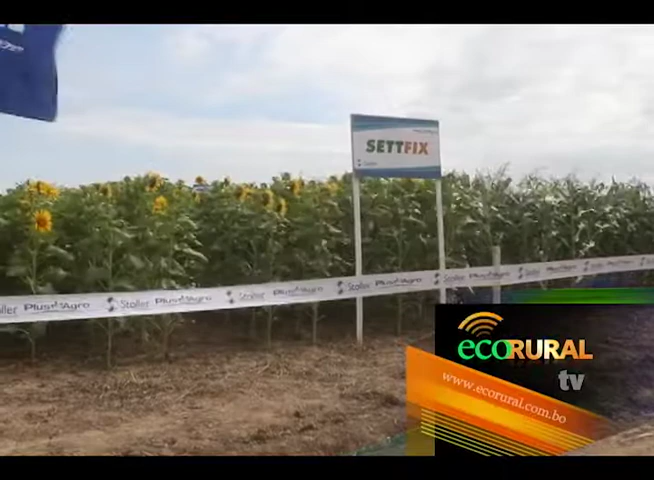 SETTFIX
Stoller
Stoller PlusAgro Stoller PlusAgro Stoller PlusAgro Stoller PlusAgro Stoller PlusAgro Stoller PlusAgro
ecoRURAL
tv
www.ecorural.com.bo